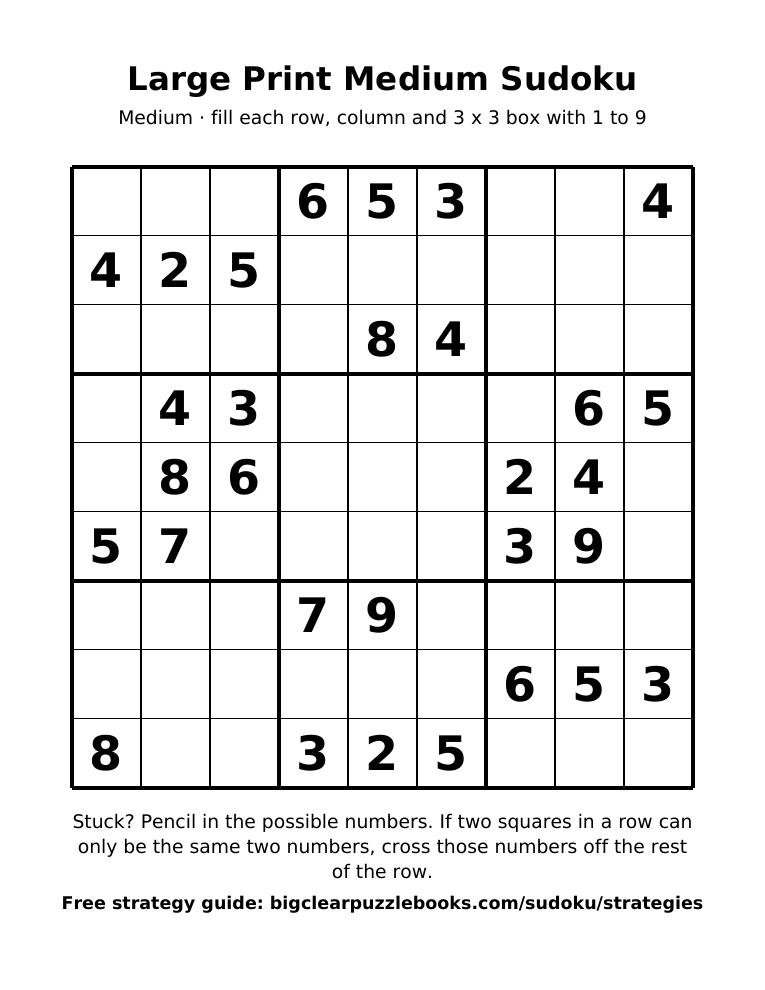 Large Print Medium Sudoku
Medium · fill each row, column and 3 x 3 box with 1 to 9
6 5 3 4
4 2 5
8 4
4 3 6 5
8 6 2 4
5 7 3 9
7 9
6 5 3
8 3 2 5
Stuck? Pencil in the possible numbers. If two squares in a row can
only be the same two numbers, cross those numbers off the rest
of the row.
Free strategy guide: bigclearpuzzlebooks.com/sudoku/strategies